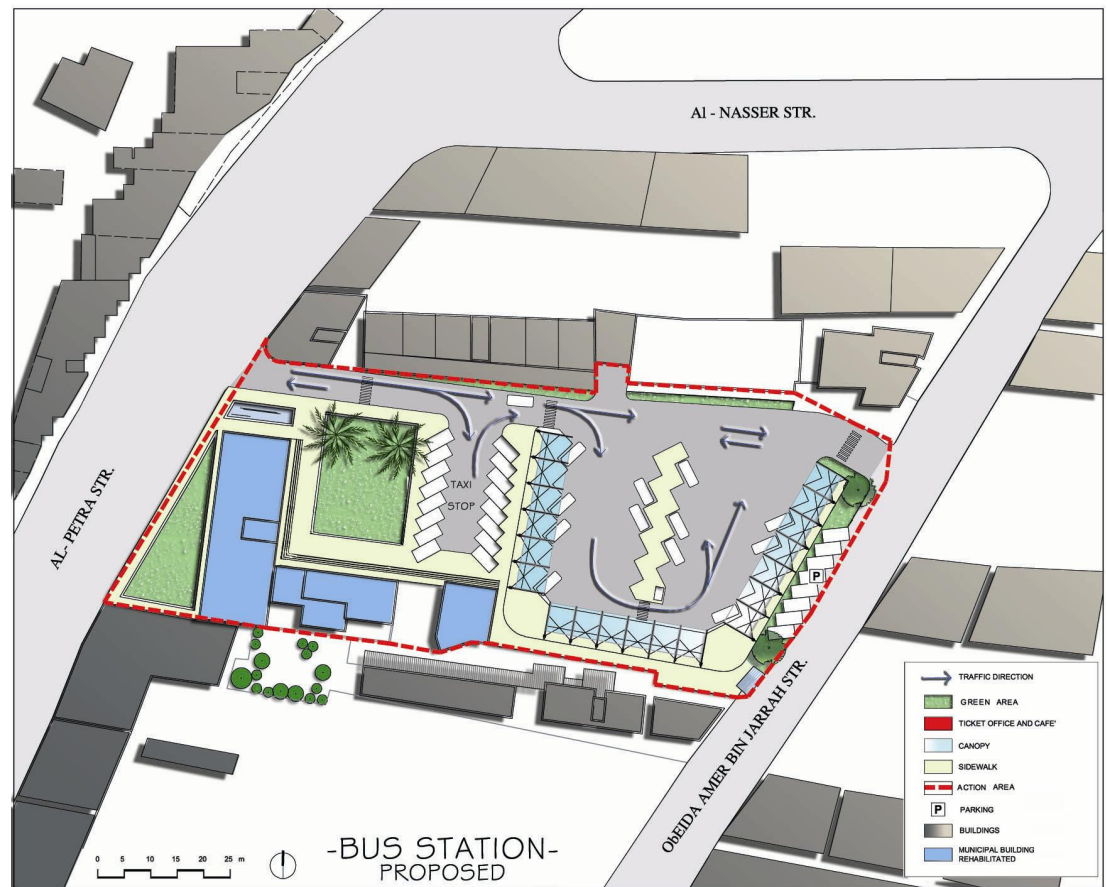 Al - NASSER STR.
AL- PETRA STR.
TAXI
STOP
P
ObEIDA AMER BIN JARRAH STR.
TRAFFIC DIRECTION
GREEN AREA
TICKET OFFICE AND CAFE'
CANOPY
SIDEWALK
ACTION AREA
P PARKING
BUILDINGS
MUNICIPAL BUILDING
REHABILITATED
0 5 10 15 20 25 m
-BUS STATION-
PROPOSED